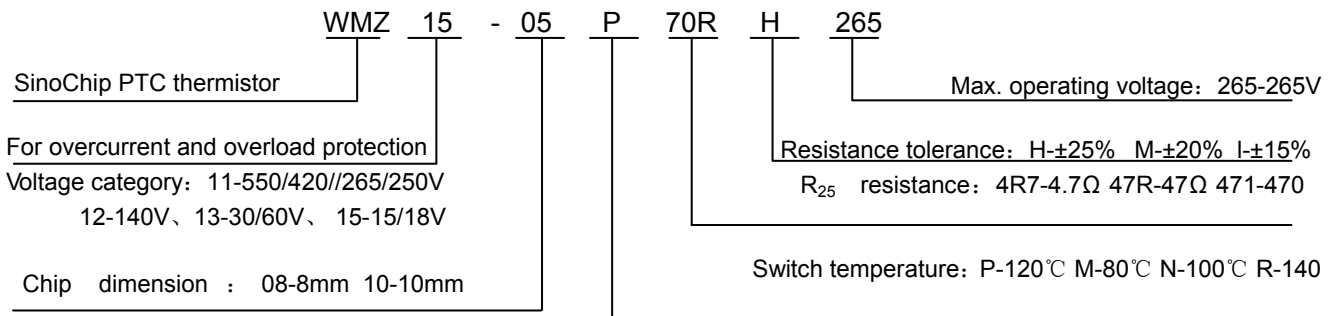 WMZ 15 - 05 P 70R H 265
SinoChip PTC thermistor
Max. operating voltage：265-265V
For overcurrent and overload protection
Resistance tolerance：H-±25% M-±20% I-±15%
Voltage category：11-550/420//265/250V
R₂₅ resistance：4R7-4.7Ω 47R-47Ω 471-470
12-140V、13-30/60V、 15-15/18V
Switch temperature：P-120℃ M-80℃ N-100℃ R-140
Chip dimension ： 08-8mm 10-10mm